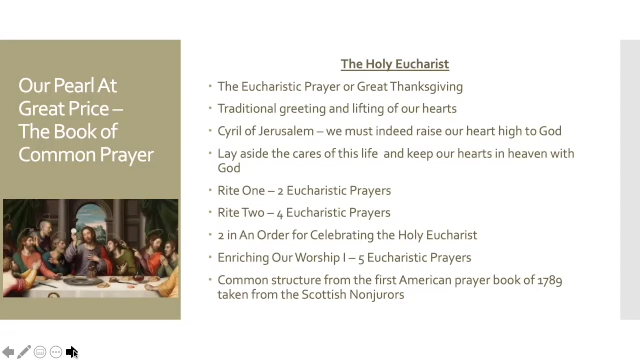 Our Pearl At
Great Price –
The Book of
Common Prayer
The Holy Eucharist
The Eucharistic Prayer or Great Thanksgiving
Traditional greeting and lifting of our hearts
Cyril of Jerusalem – we must indeed raise our heart high to God
Lay aside the cares of this life and keep our hearts in heaven with
God
Rite One – 2 Eucharistic Prayers
Rite Two – 4 Eucharistic Prayers
2 in An Order for Celebrating the Holy Eucharist
Enriching Our Worship I – 5 Eucharistic Prayers
Common structure from the first American prayer book of 1789
taken from the Scottish Nonjurors